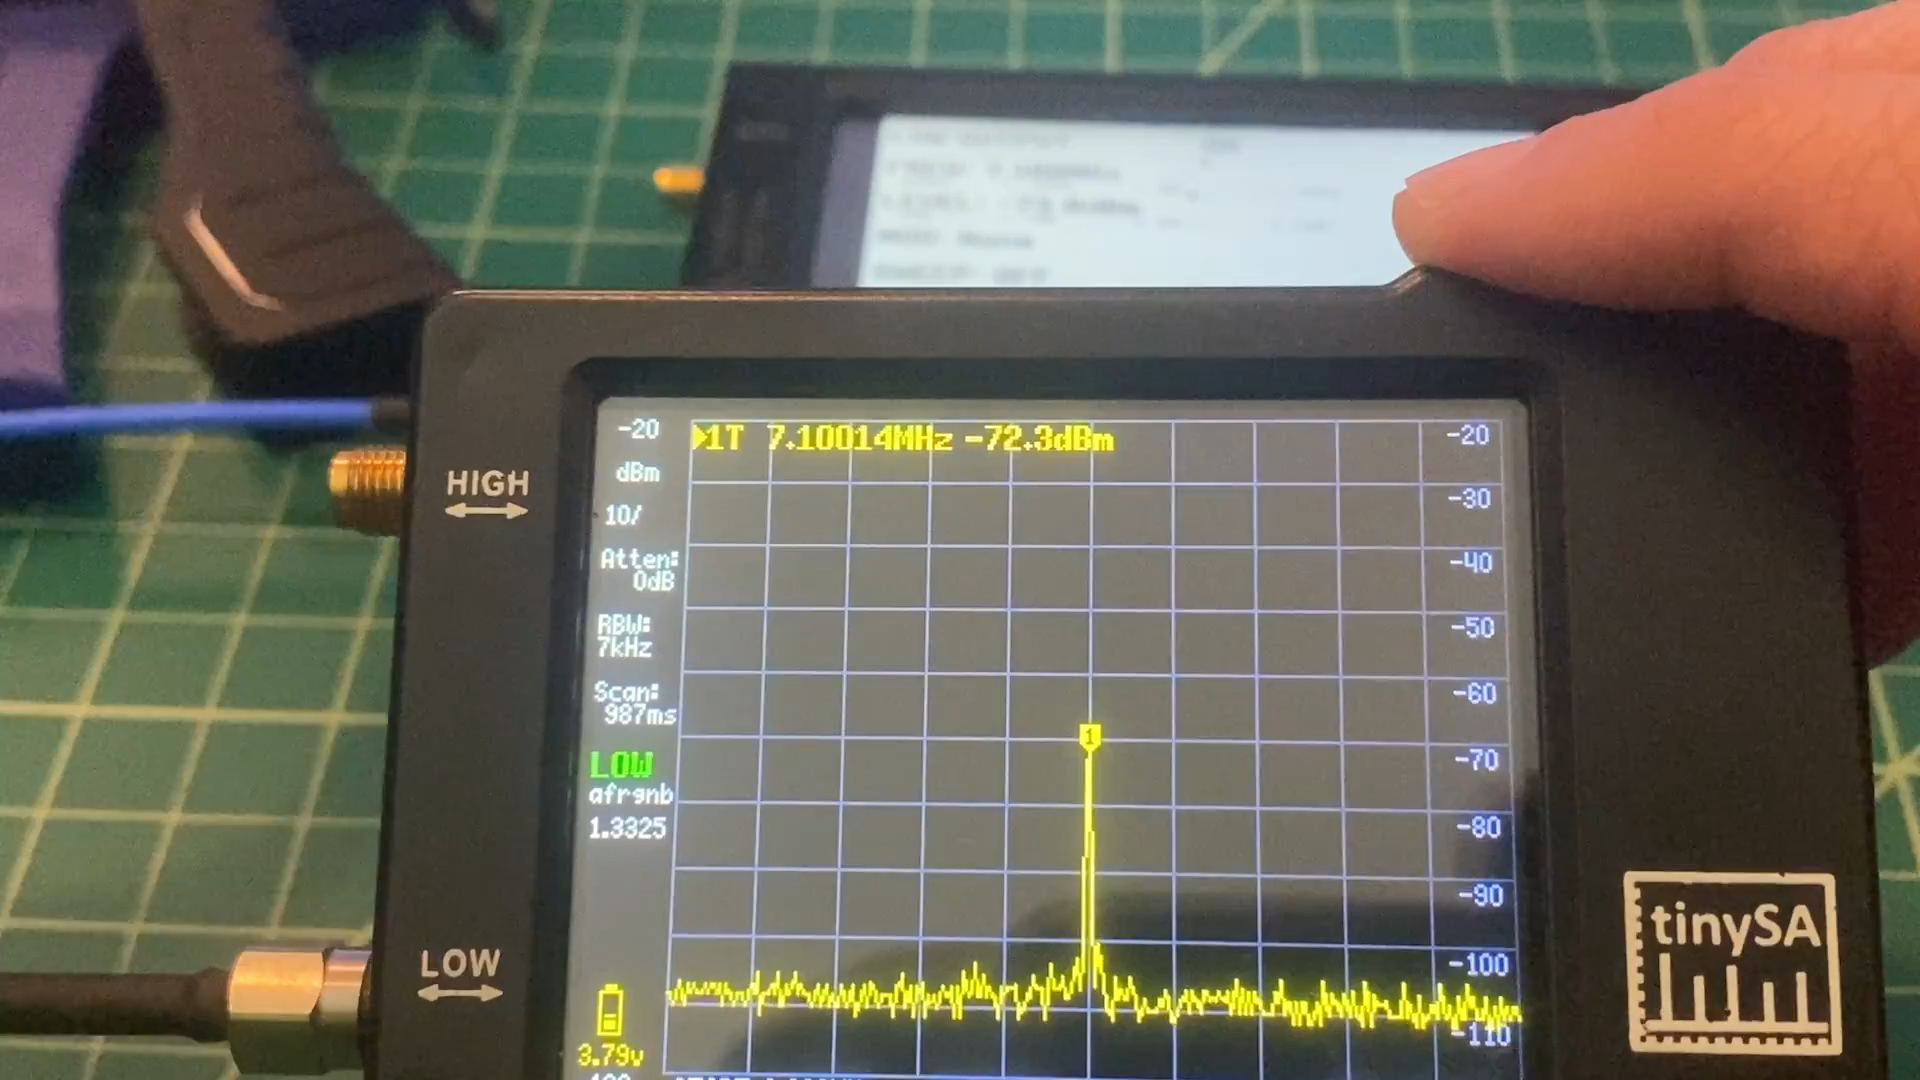 -20
▶1T 7.10014MHz -72.3dBm
-20
dBm
10/
-30
Atten:
0dB
-40
RBW:
7kHz
-50
Scan:
987ms
-60
1
-70
LOW
afrgnb
1.3325
-80
-90
-100
-110
3.79v
HIGH
LOW
tinySA